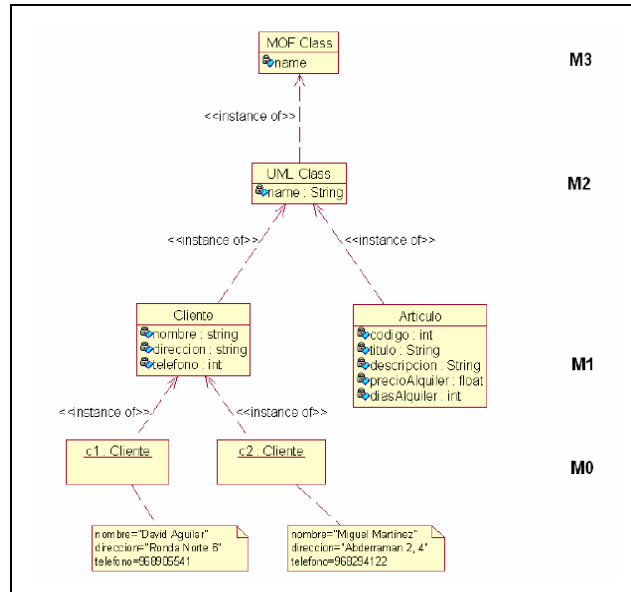 MOF Class
name
M3
<<instance of>>
UML Class
name : String
M2
<<instance of>>
<<instance of>>
Cliente
nombre : string
direccion : string
telefono : int
Articulo
codigo : int
titulo : String
descripcion : String
precioAlquiler : float
diasAlquiler : int
M1
<<instance of>>
<<instance of>>
c1 : Cliente
c2 : Cliente
M0
nombre="David Aguilar"
direccion="Ronda Norte 6"
telefono=968905541
nombre="Miguel Martínez"
direccion="Abderraman 2, 4"
telefono=968294122